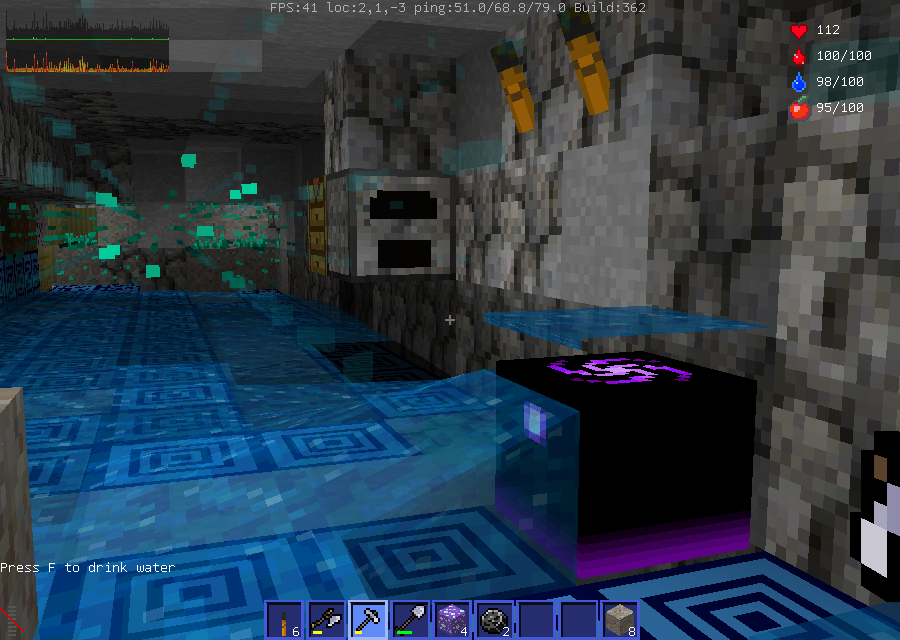 FPS:41 loc:2,1,-3 ping:51.0/68.8/79.0 Build:362
112
100/100
98/100
95/100
Press F to drink water
6 4 2 8